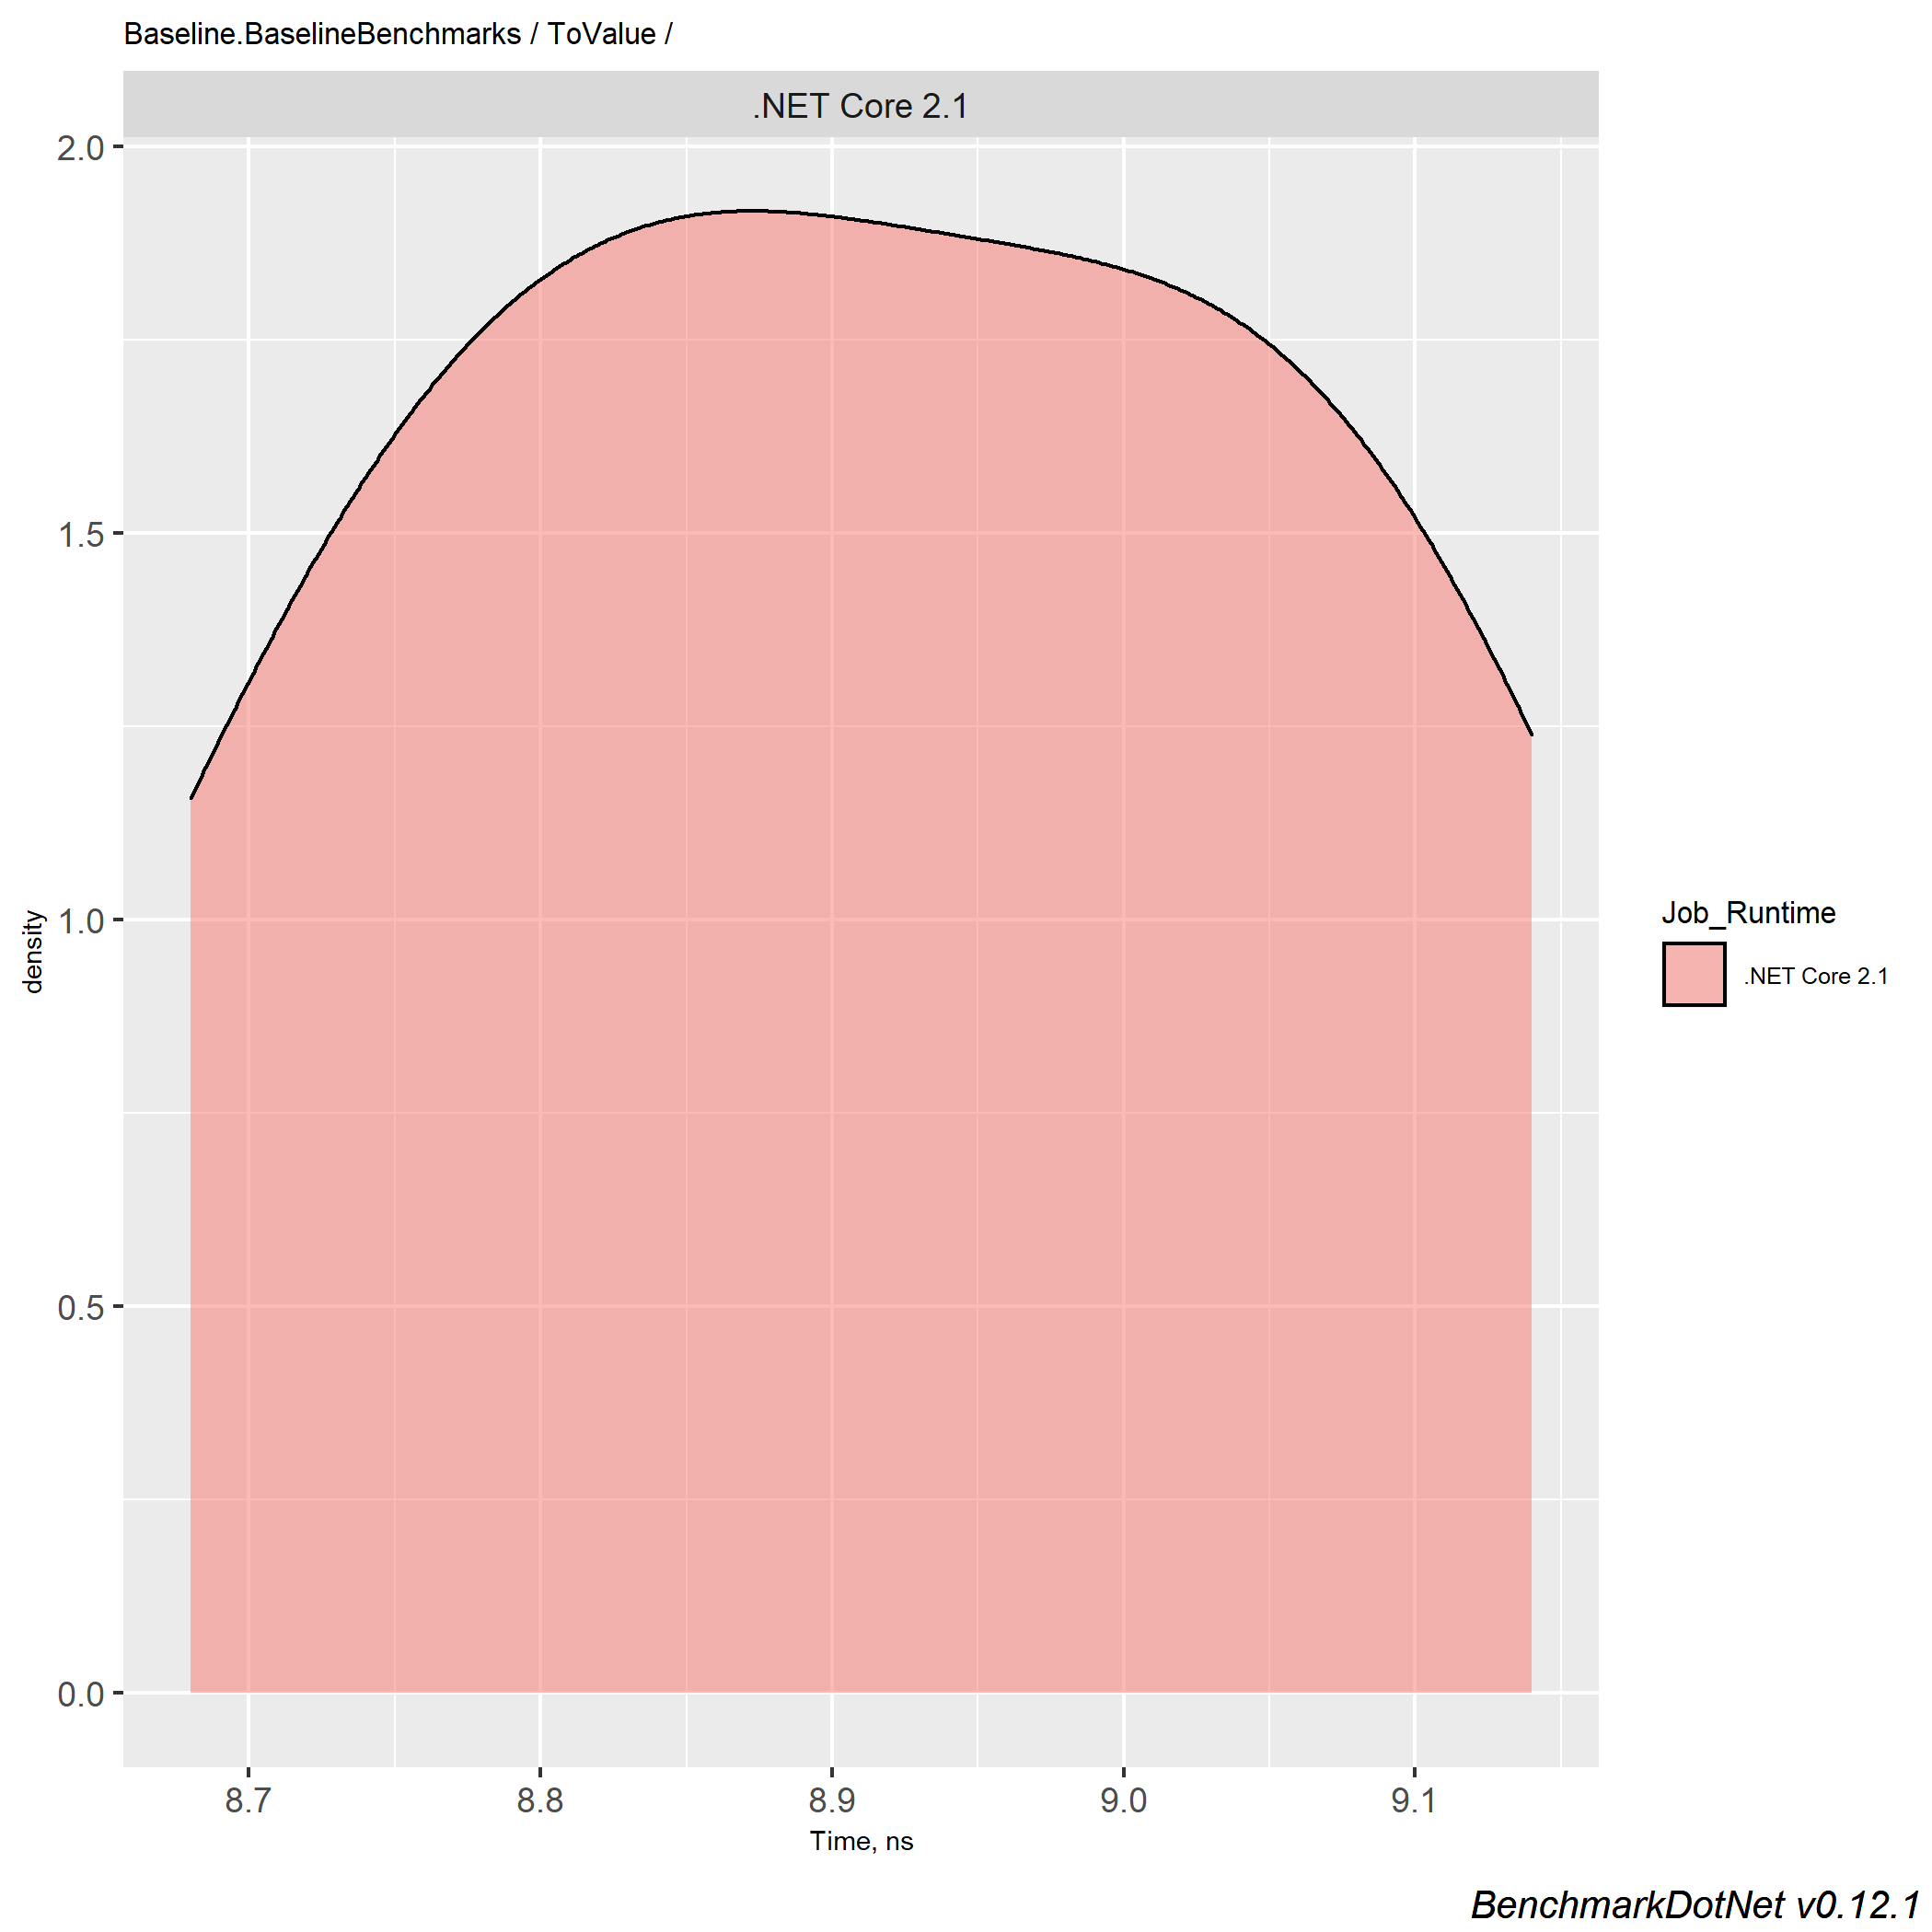 Baseline.BaselineBenchmarks / ToValue /
.NET Core 2.1
2.0
1.5
1.0
0.5
0.0
density
8.7 8.8 8.9 9.0 9.1
Time, ns
Job_Runtime
.NET Core 2.1
BenchmarkDotNet v0.12.1